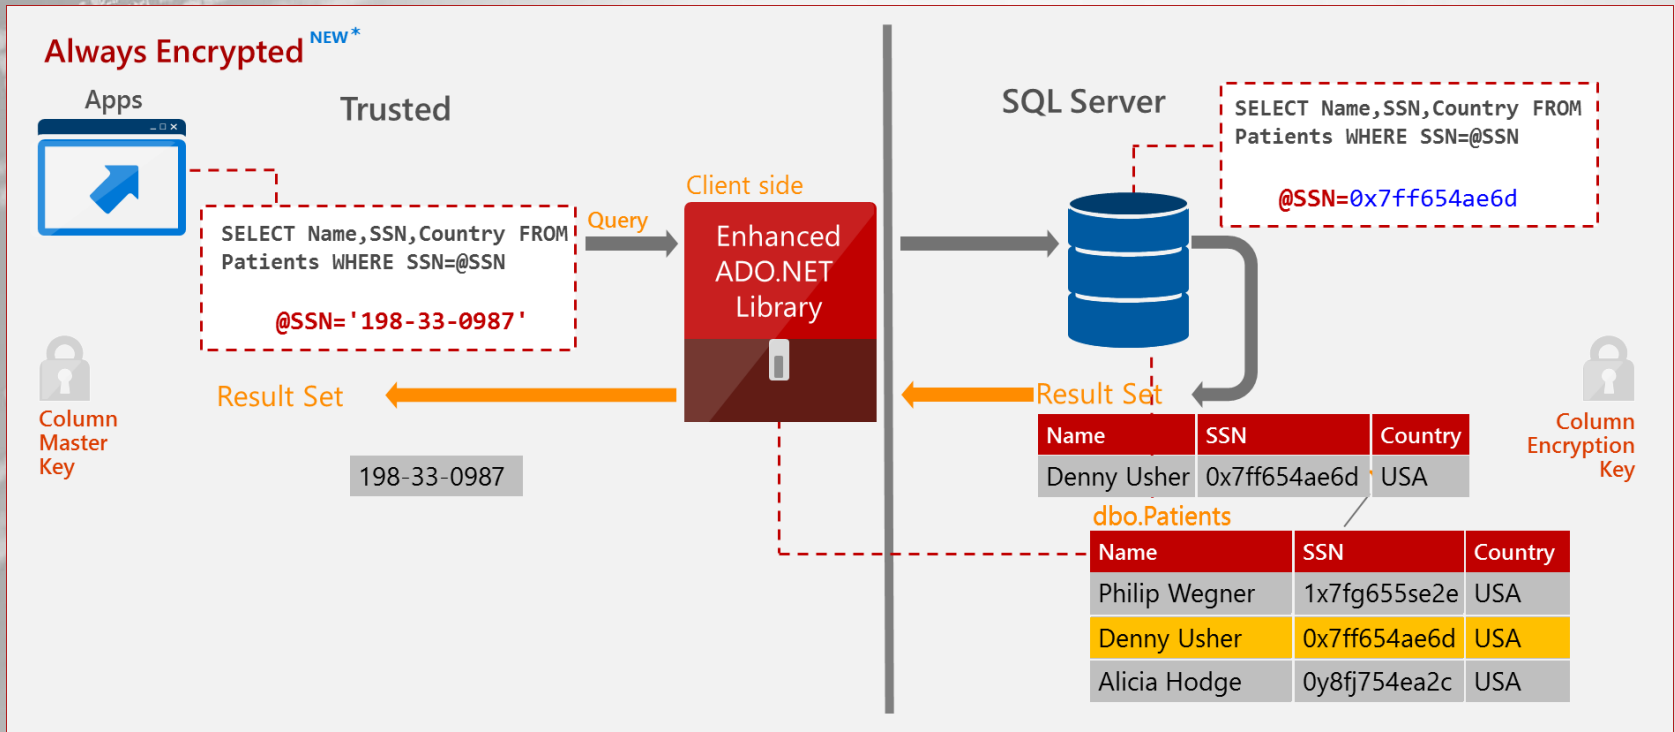 Always Encrypted NEW*
Apps
Trusted
SELECT Name,SSN,Country FROM
Patients WHERE SSN=@SSN
@SSN='198-33-0987'
Query
Client side
Enhanced
ADO.NET
Library
Column
Master
Key
Result Set
198-33-0987
SQL Server
SELECT Name,SSN,Country FROM
Patients WHERE SSN=@SSN
@SSN=0x7ff654ae6d
Result Set
Name SSN Country
Denny Usher 0x7ff654ae6d USA
Column
Encryption
Key
dbo.Patients
Name SSN Country
Philip Wegner 1x7fg655se2e USA
Denny Usher 0x7ff654ae6d USA
Alicia Hodge 0y8fj754ea2c USA